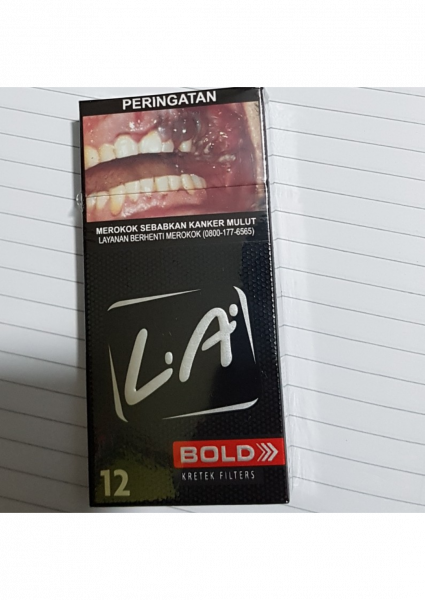 PERINGATAN
MEROKOK SEBABKAN KANKER MULUT
LAYANAN BERHENTI MEROKOK (0800-177-6565)
L.A.
BOLD
12
KRETEK FILTERS